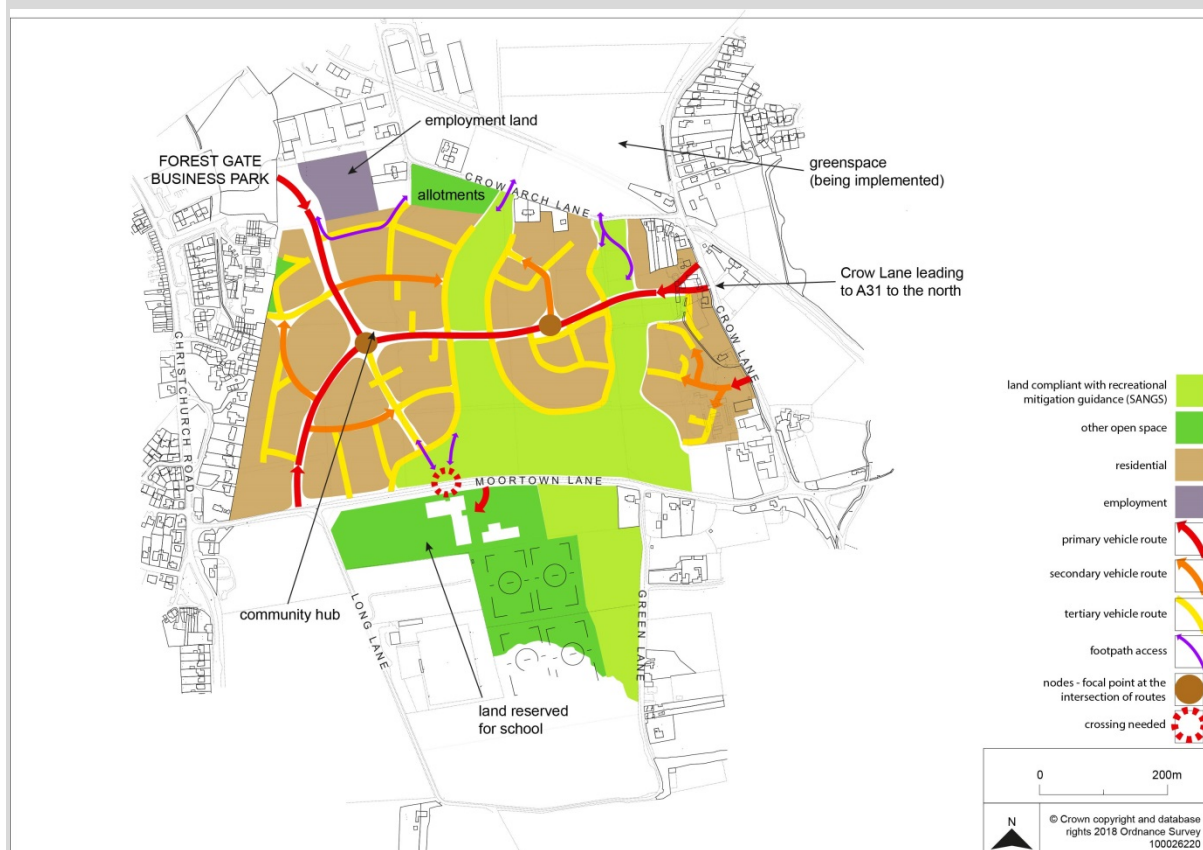 employment land
FOREST GATE
BUSINESS PARK
allotments
CROW ARCH LANE
greenspace
(being implemented)
Crow Lane leading
to A31 to the north
CROW LANE
CHRISTCHURCH ROAD
MOORTOWN LANE
community hub
LONG LANE
GREEN LANE
land reserved
for school
land compliant with recreational
mitigation guidance (SANGS)
other open space
residential
employment
primary vehicle route
secondary vehicle route
tertiary vehicle route
footpath access
nodes - focal point at the
intersection of routes
crossing needed
0 200m
N
© Crown copyright and database
rights 2018 Ordnance Survey
100026220